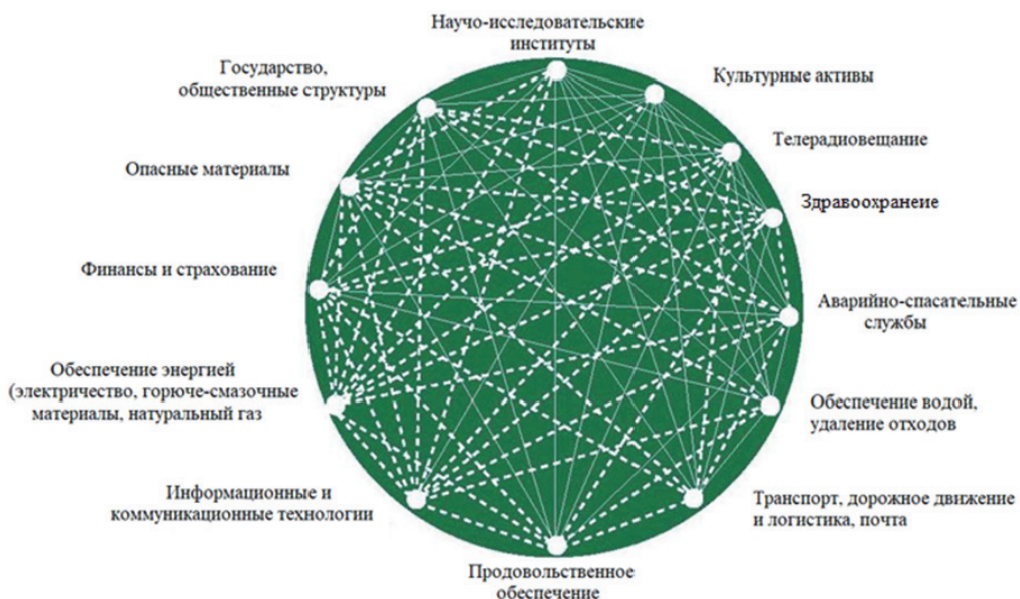 Научо-исследовательские
институты
Культурные активы
Телерадиовещание
Здравоохранеие
Аварийно-спасательные
службы
Обеспечение водой,
удаление отходов
Транспорт, дорожное движение
и логистика, почта
Продовольственное
обеспечение
Информационные и
коммуникационные технологии
Обеспечение энергией
(электричество, горюче-смазочные
материалы, натуральный газ
Финансы и страхование
Опасные материалы
Государство,
общественные структуры